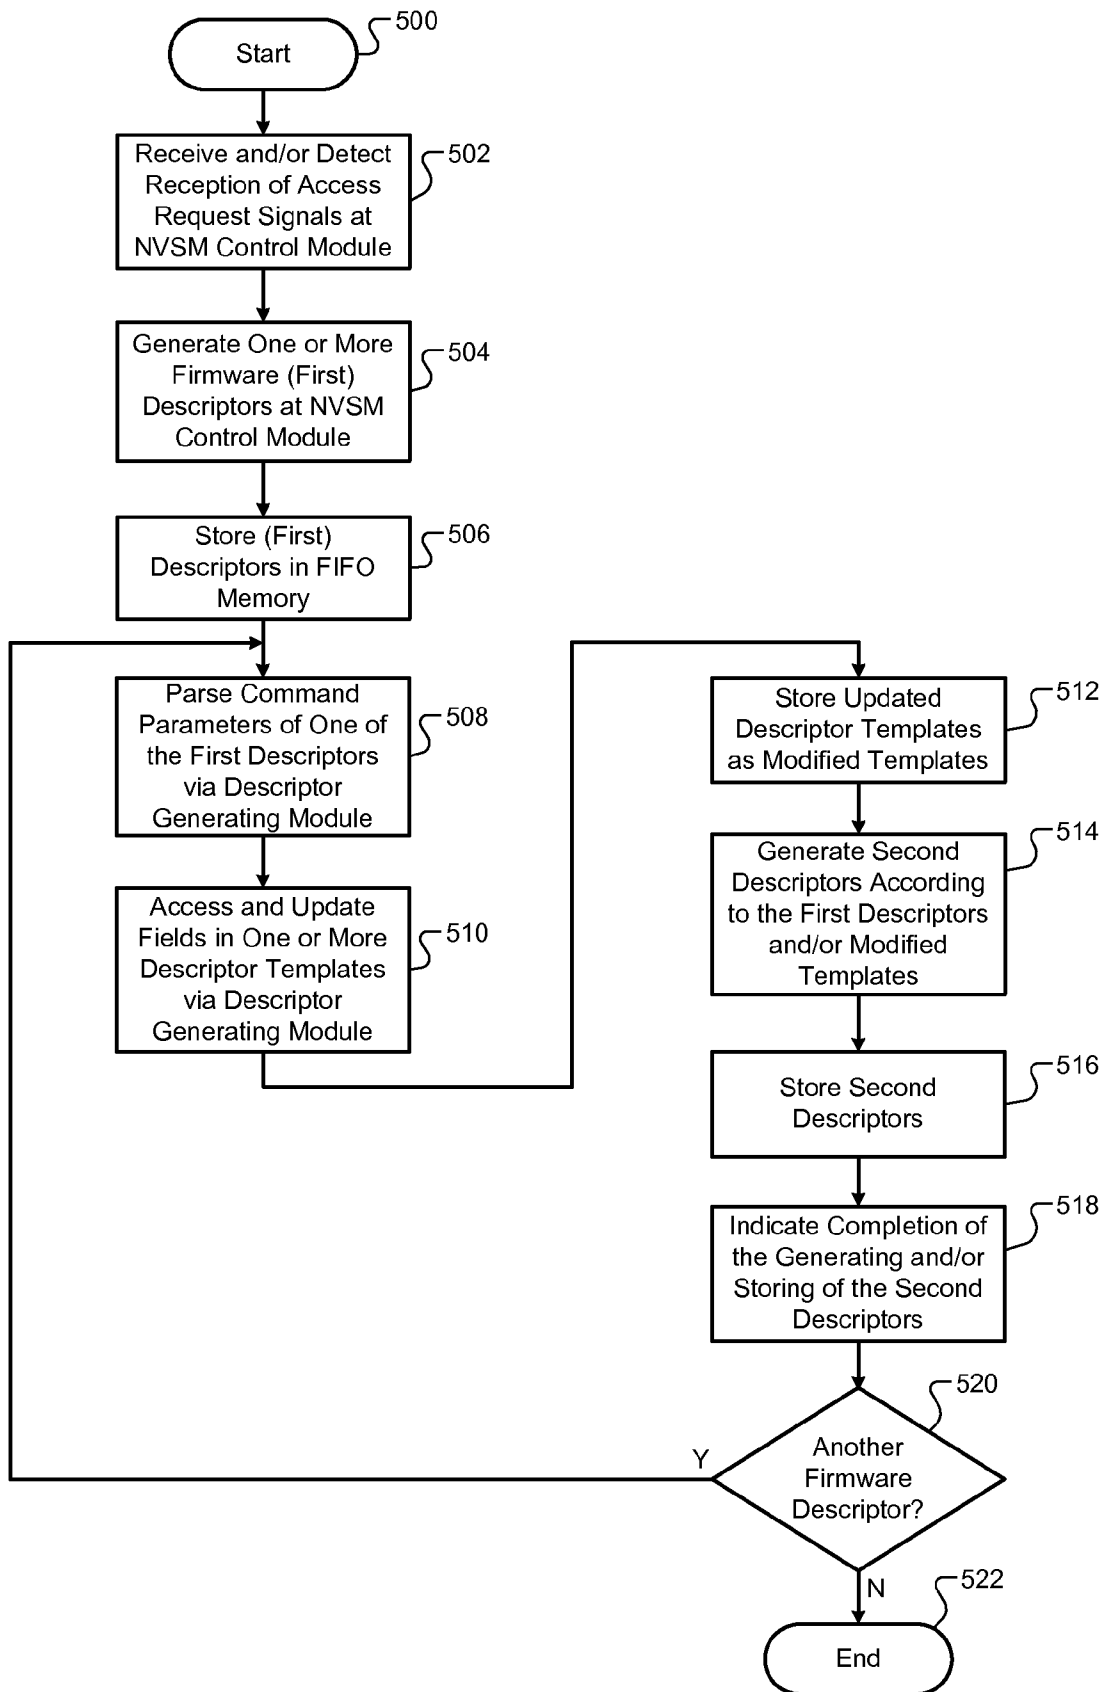 Start
500
Receive and/or Detect
Reception of Access
Request Signals at
NVSM Control Module
502
Generate One or More
Firmware (First)
Descriptors at NVSM
Control Module
504
Store (First)
Descriptors in FIFO
Memory
506
Parse Command
Parameters of One of
the First Descriptors
via Descriptor
Generating Module
508
Access and Update
Fields in One or More
Descriptor Templates
via Descriptor
Generating Module
510
Store Updated
Descriptor Templates
as Modified Templates
512
Generate Second
Descriptors According
to the First Descriptors
and/or Modified
Templates
514
Store Second
Descriptors
516
Indicate Completion of
the Generating and/or
Storing of the Second
Descriptors
518
Another
Firmware
Descriptor?
520
Y
N
End
522